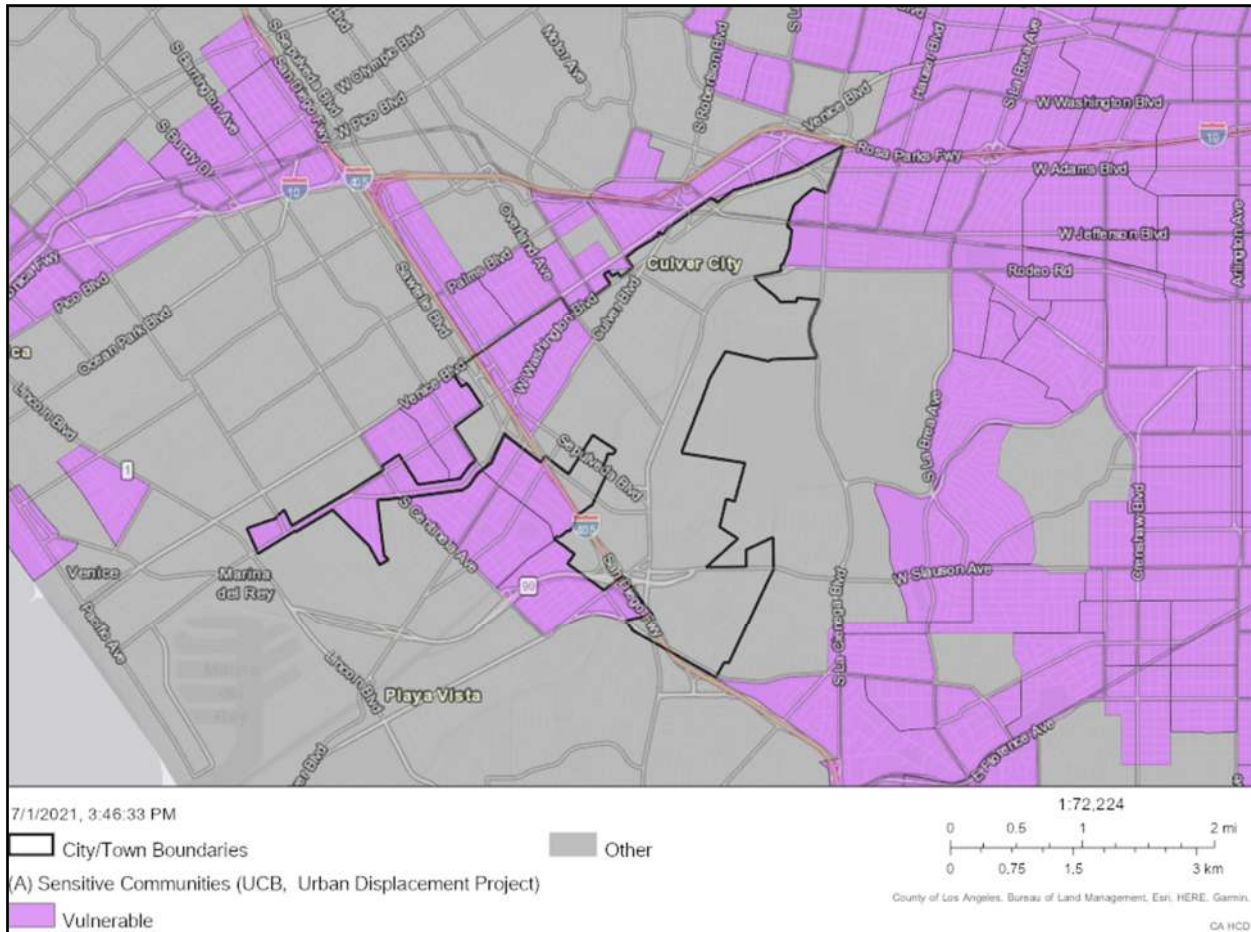 S Sepulveda Blvd
San Diego Fwy
S Barrington Ave
W Olympic Blvd
Motor Ave
S Robertson Blvd
Hauser Blvd
S La Brea Ave
W Pico Blvd
S Bundy Dr
Venice Blvd
W Washington Blvd
Rosa Parks Fwy
10
W Adams Blvd
405
10
Overland Ave
W Jefferson Blvd
Arlington Ave
Culver City
Rodeo Rd
Palms Blvd
Pico Blvd
Sawtelle Blvd
Culver Blvd
Ocean Park Blvd
W Washington Blvd
ca
Venice Blvd
Lincoln Blvd
S La Brea Ave
Sepulveda Blvd
1
S Centinela Ave
405
Crenshaw Blvd
Venice
Marina
del Rey
90
San Diego Fwy
W Slauson Ave
Pacific Ave
S La Cienega Blvd
Lincoln Blvd
Playa Vista
Marina
del
Rey
E Florence Ave
7/1/2021, 3:46:33 PM
City/Town Boundaries
Other
(A) Sensitive Communities (UCB, Urban Displacement Project)
Vulnerable
1:72,224
0 0.5 1 2 mi
0 0.75 1.5 3 km
County of Los Angeles, Bureau of Land Management, Esri, HERE, Garmin,
CA HCD